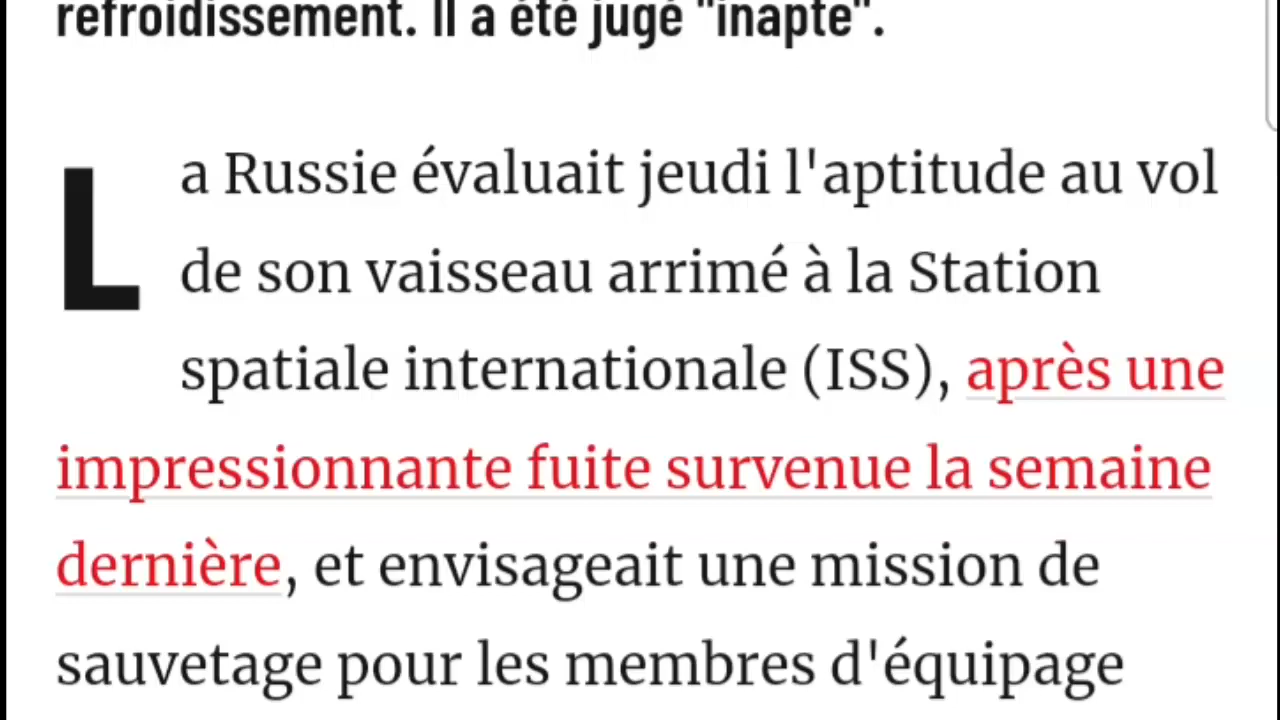 refroidissement. Il a été jugé "inapte".
La Russie évaluait jeudi l'aptitude au vol
de son vaisseau arrimé à la Station
spatiale internationale (ISS), après une
impressionnante fuite survenue la semaine
dernière, et envisageait une mission de
sauvetage pour les membres d'équipage